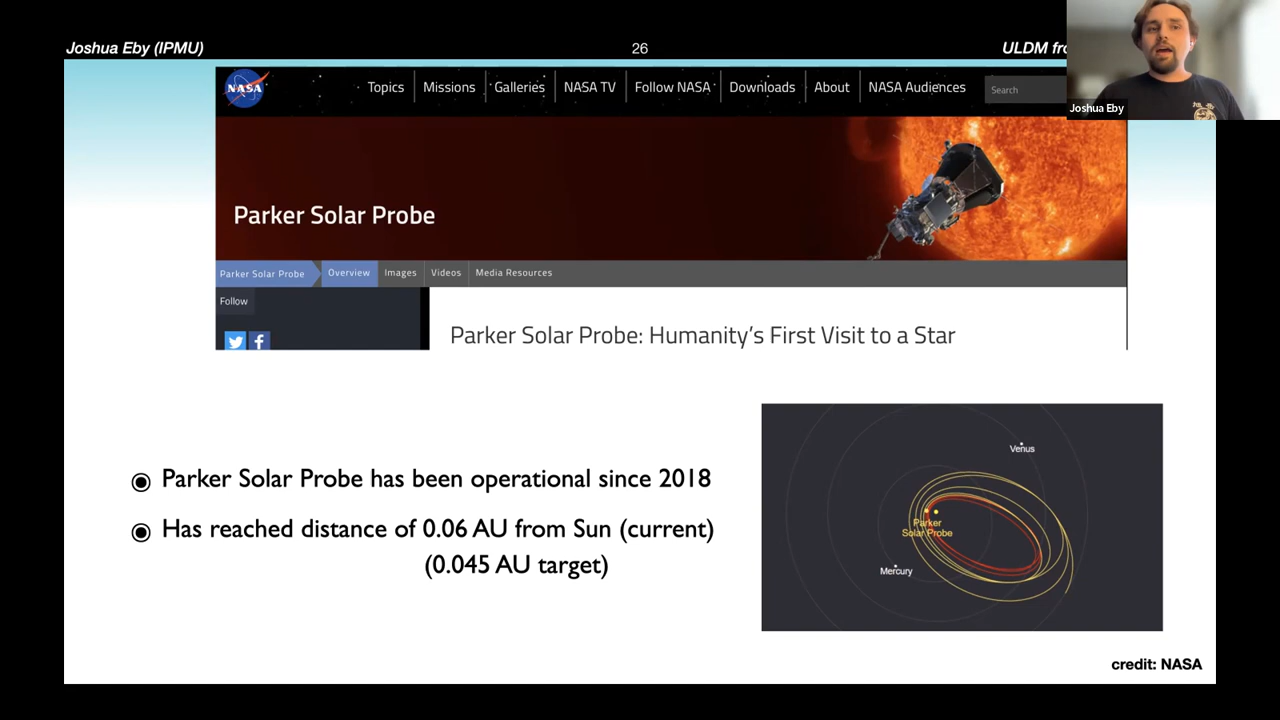 Joshua Eby (IPMU)
26
ULDM fro
Joshua Eby
NASA
Topics
Missions
Galleries
NASA TV
Follow NASA
Downloads
About
NASA Audiences
Search
Parker Solar Probe
Parker Solar Probe
Overview
Images
Videos
Media Resources
Follow
Parker Solar Probe: Humanity’s First Visit to a Star
Parker Solar Probe has been operational since 2018
Has reached distance of 0.06 AU from Sun (current)
(0.045 AU target)
Venus
Parker
Solar Probe
Mercury
credit: NASA